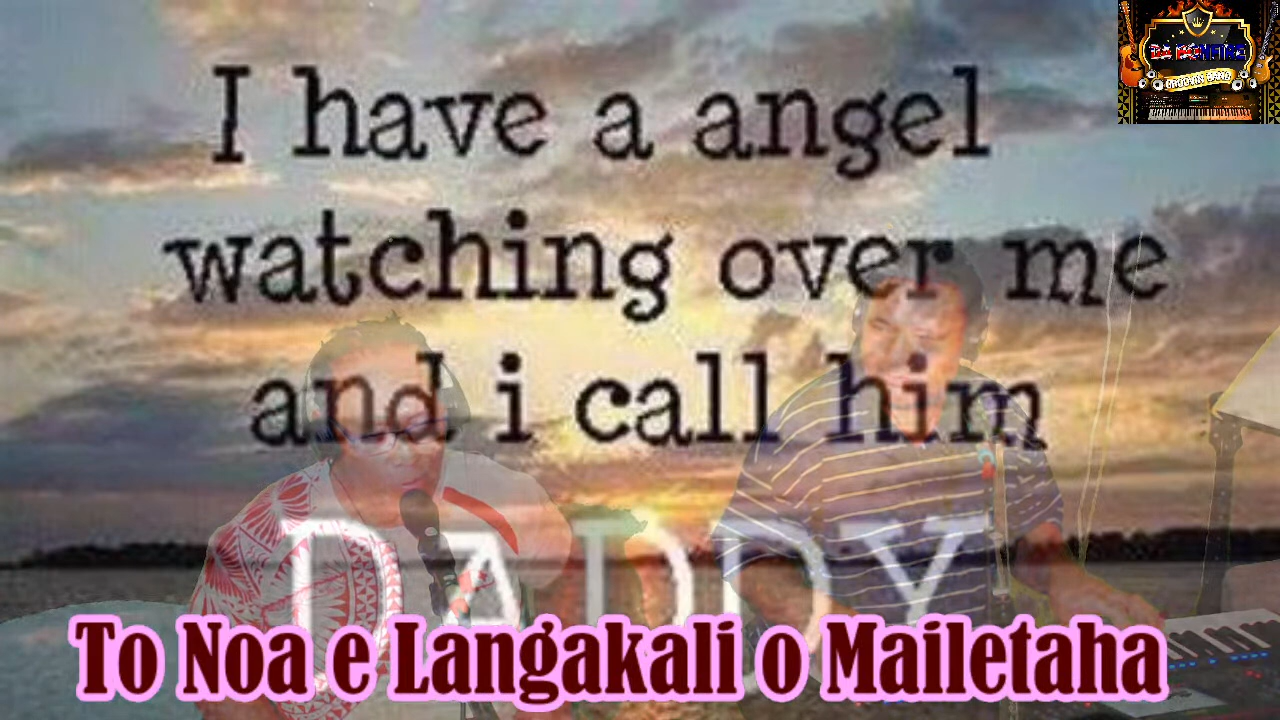 I have a angel
watching over me
and i call him
DADDY
To Noa e Langakali o Mailetaha